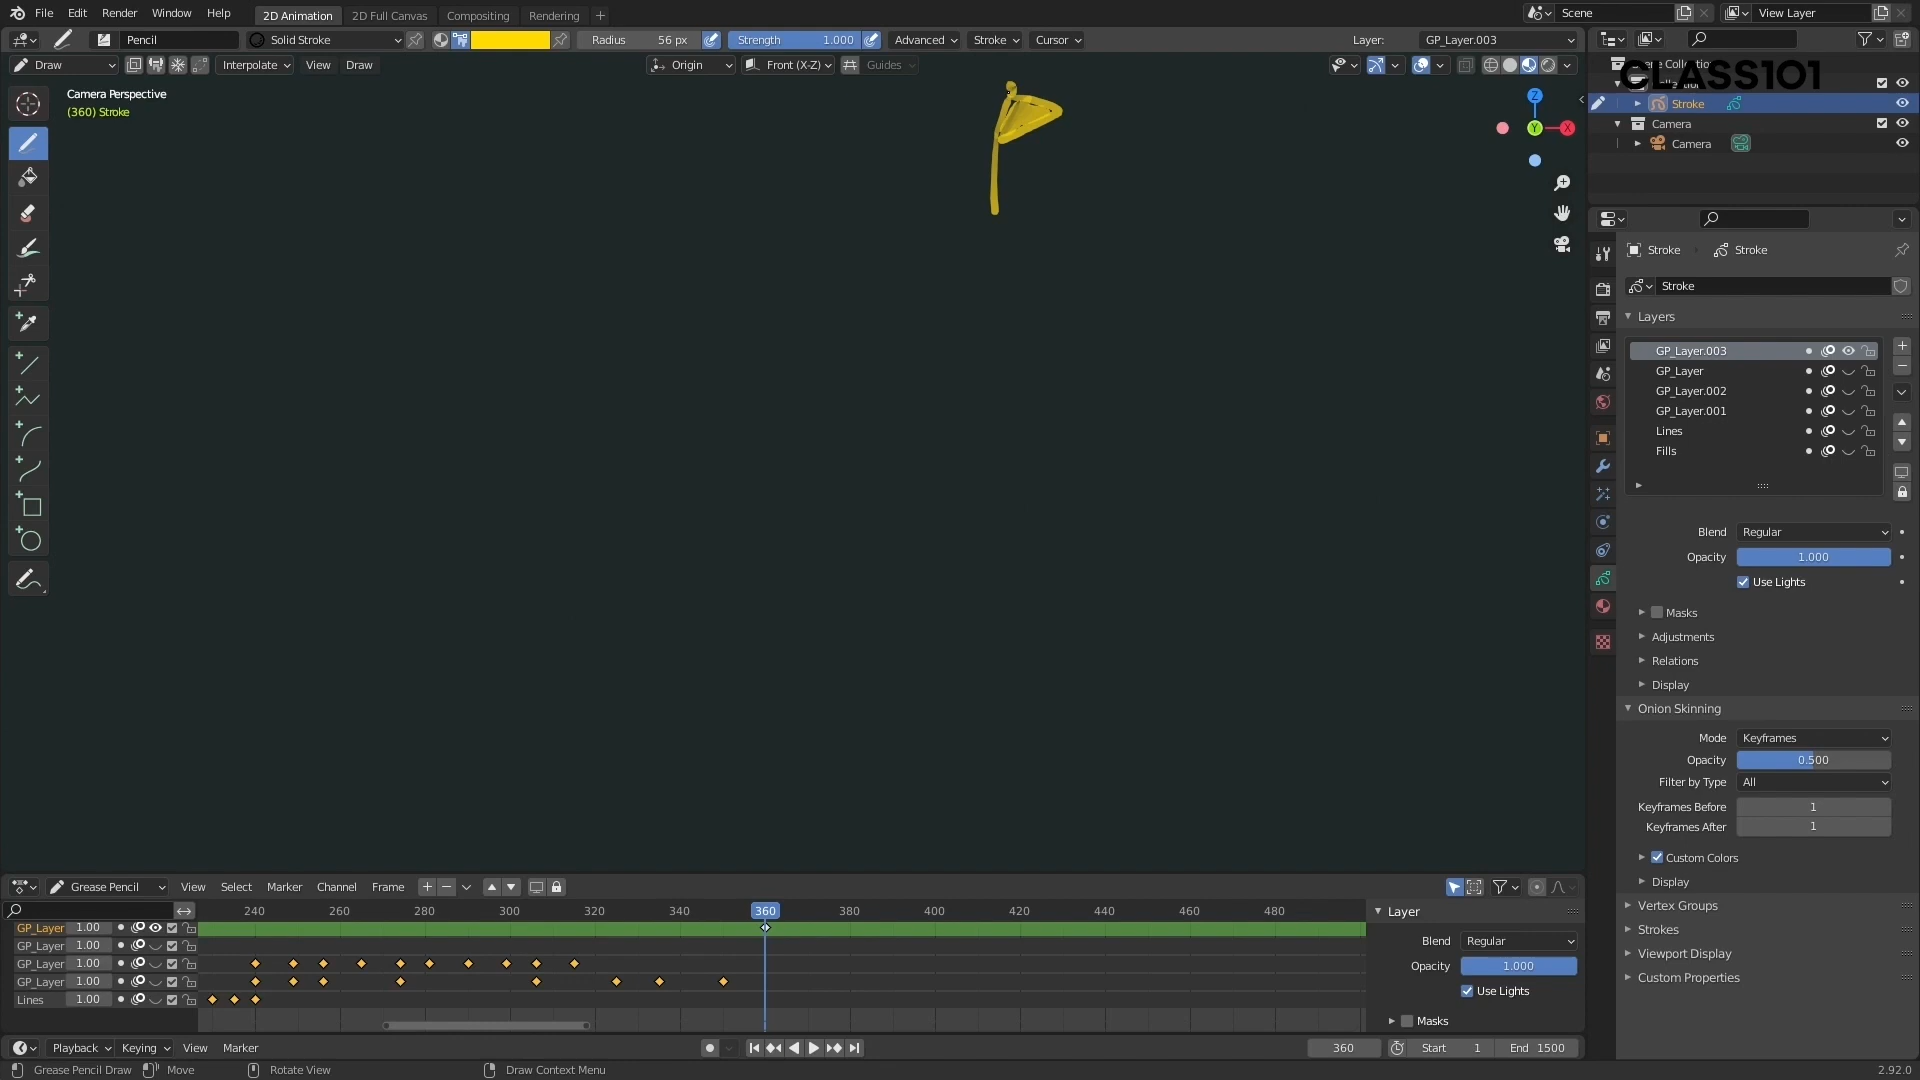 File Edit Render Window Help 2D Animation 2D Full Canvas Compositing Rendering Scene View Layer
Pencil Solid Stroke Radius 56 px Strength 1.000 Advanced Stroke Cursor Layer: GP_Layer.003
Draw Interpolate View Draw Origin Front (X-Z) Guides
CLASS101
Camera Perspective
(360) Stroke
Z
Y X
Stroke
Camera
Camera
Stroke Stroke
Stroke
Layers
GP_Layer.003
GP_Layer
GP_Layer.002
GP_Layer.001
Lines
Fills
Blend Regular
Opacity 1.000
Use Lights
Masks
Adjustments
Relations
Display
Onion Skinning
Mode Keyframes
Opacity 0.500
Filter by Type All
Keyframes Before 1
Keyframes After 1
Custom Colors
Display
Vertex Groups
Strokes
Viewport Display
Custom Properties
Grease Pencil View Select Marker Channel Frame
240 260 280 300 320 340 360 380 400 420 440 460 480
GP_Layer 1.00
GP_Layer 1.00
GP_Layer 1.00
GP_Layer 1.00
Lines 1.00
Layer
Blend Regular
Opacity 1.000
Use Lights
Masks
Playback Keying View Marker 360 Start 1 End 1500
Grease Pencil Draw Move Rotate View Draw Context Menu 2.92.0